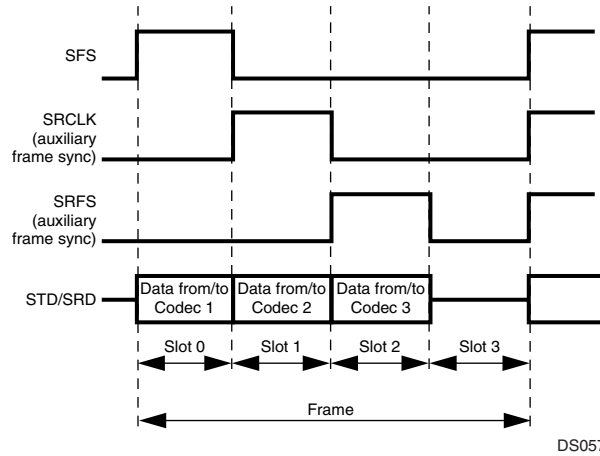 SFS
SRCLK
(auxiliary
frame sync)
SRFS
(auxiliary
frame sync)
STD/SRD
Data from/to
Codec 1
Data from/to
Codec 2
Data from/to
Codec 3
Slot 0
Slot 1
Slot 2
Slot 3
Frame
DS057